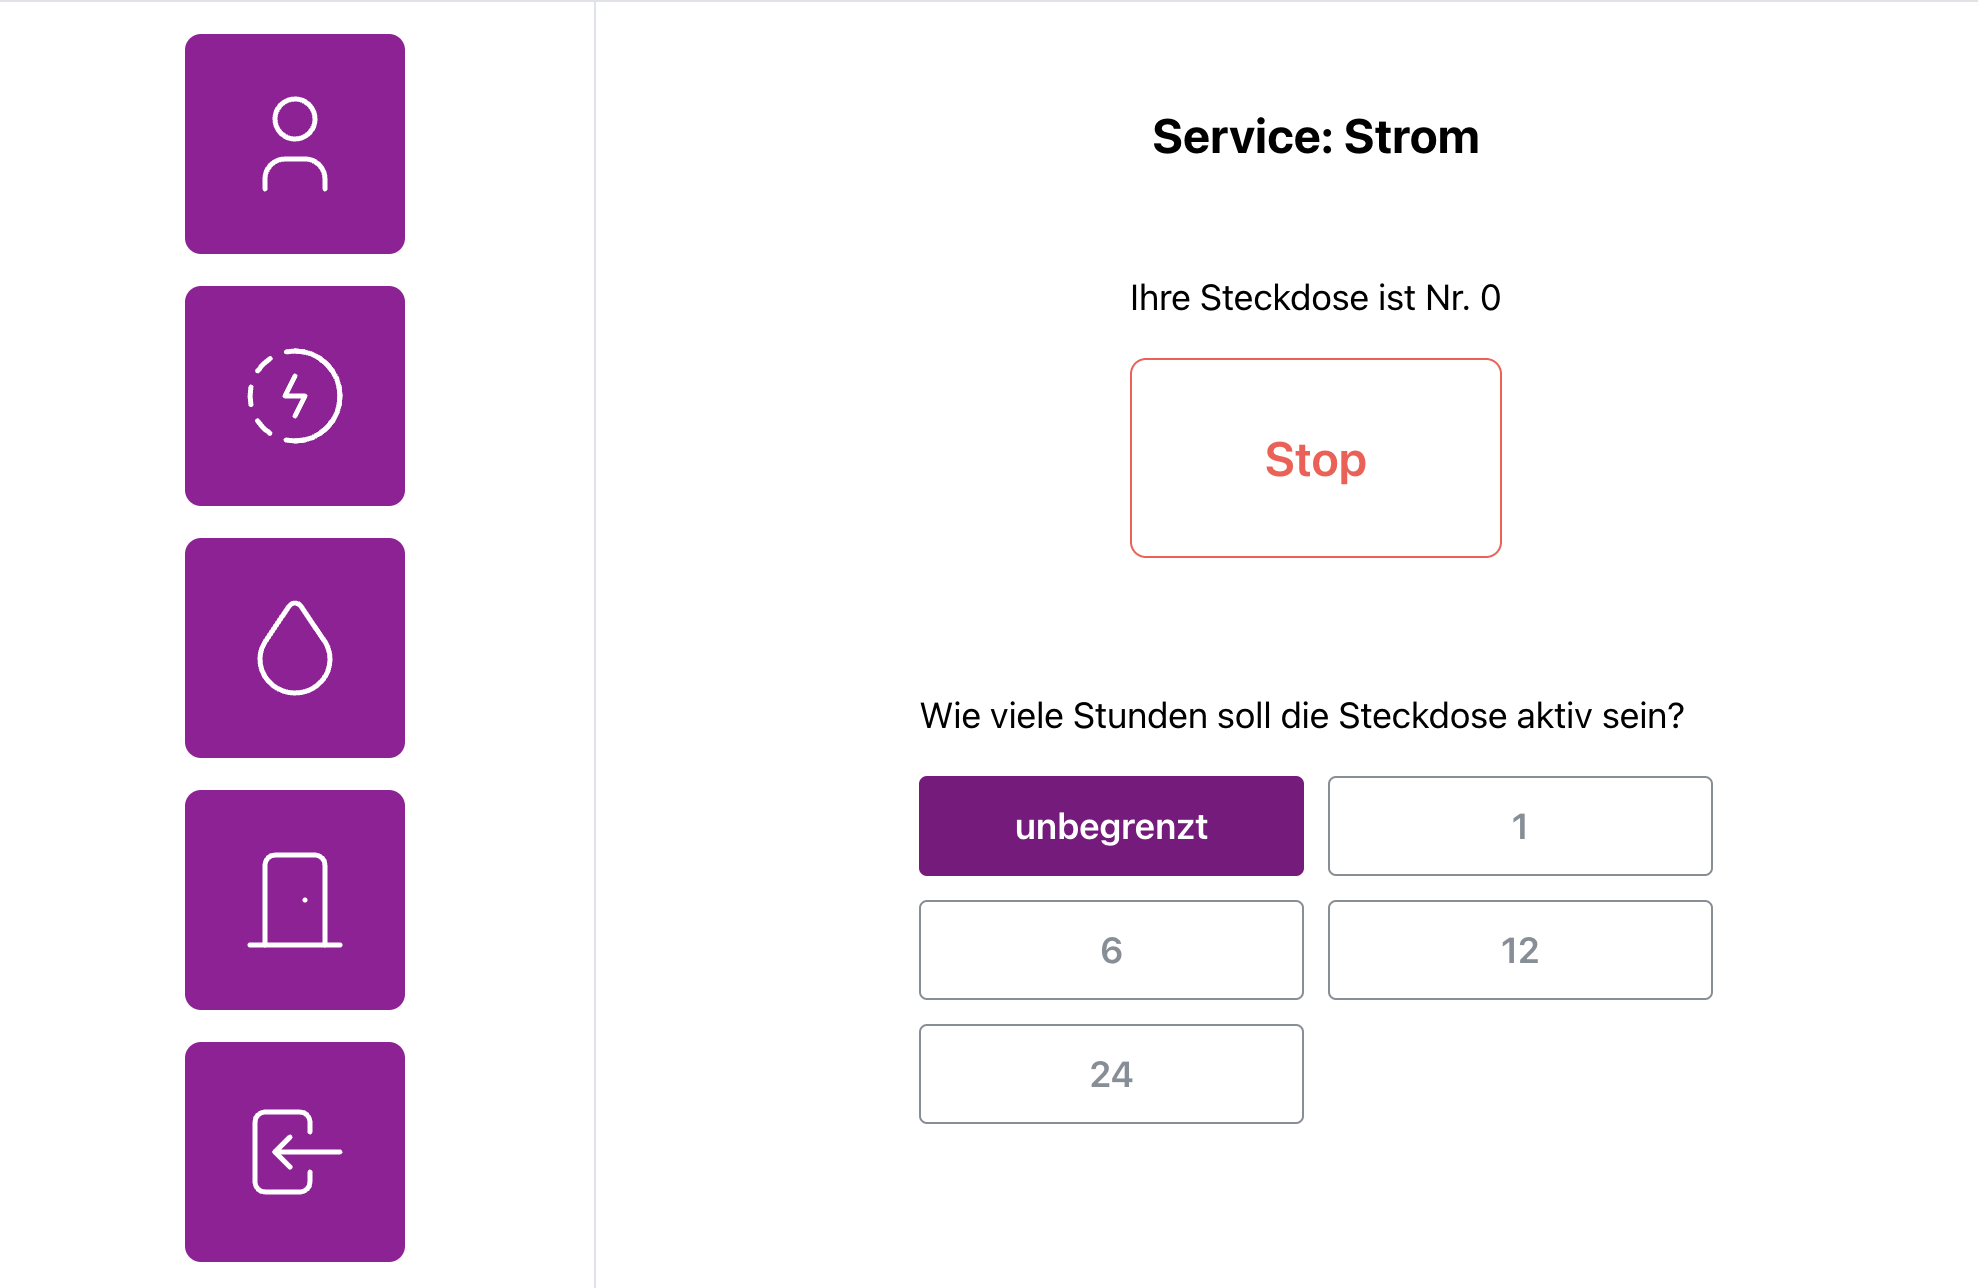 Service: Strom
Ihre Steckdose ist Nr. 0
Stop
Wie viele Stunden soll die Steckdose aktiv sein?
unbegrenzt
1
6
12
24